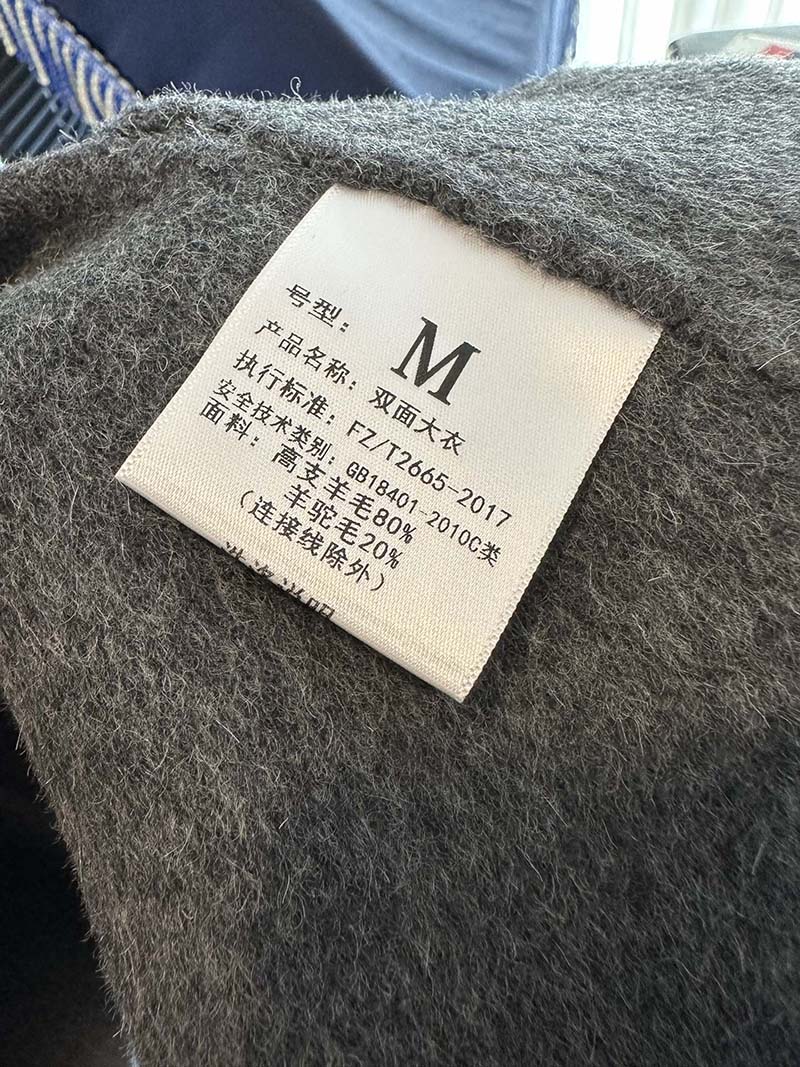 号型： M
产品名称：双面大衣
执行标准：FZ/T2665-2017
安全技术类别：GB18401-2010C类
面料：高支羊毛80%
羊驼毛20%
（连接线除外）